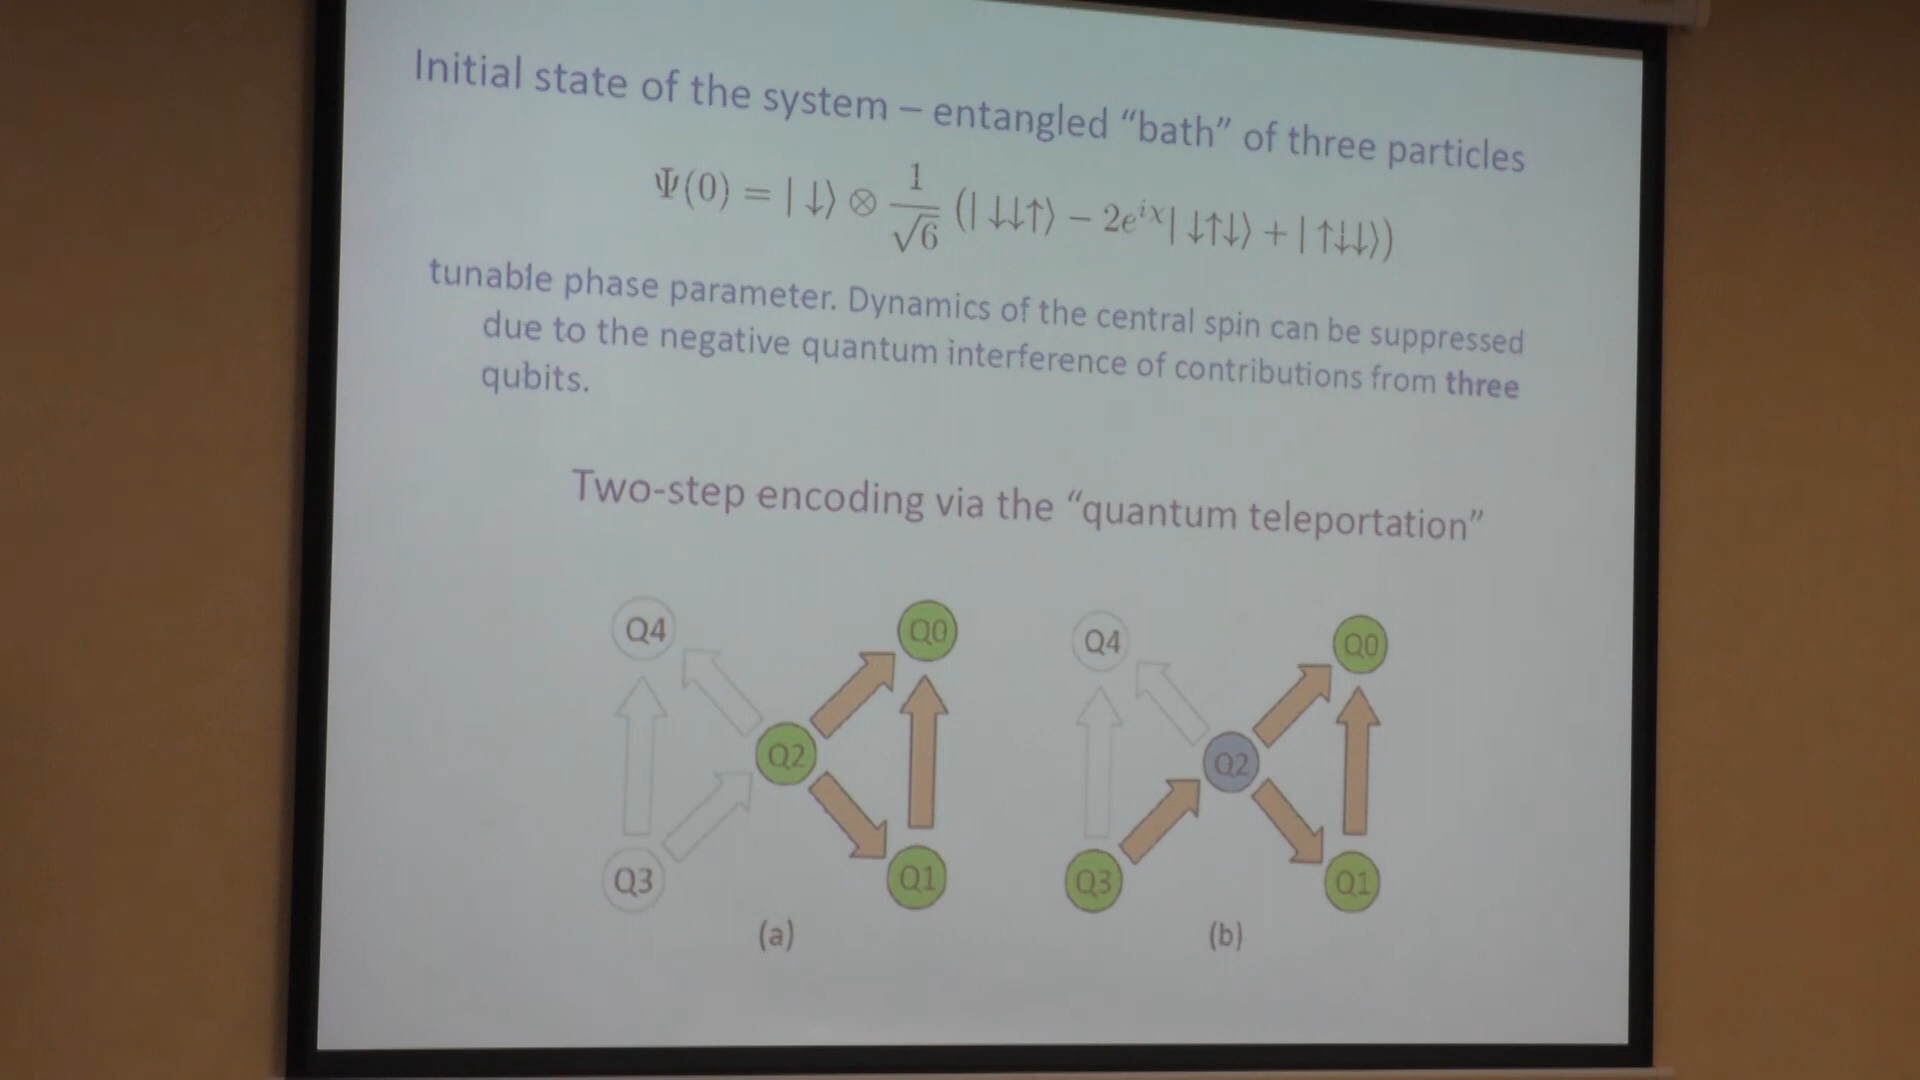 Initial state of the system – entangled “bath” of three particles
Ψ(0) = |↓⟩ ⊗ 1/√6 (|↓↓↑⟩ − 2e^{iχ}|↓↑↓⟩ + |↑↓↓⟩)
tunable phase parameter. Dynamics of the central spin can be suppressed
due to the negative quantum interference of contributions from three
qubits.
Two-step encoding via the “quantum teleportation”
Q4
Q0
Q2
Q3
Q1
(a)
Q4
Q0
Q2
Q3
Q1
(b)